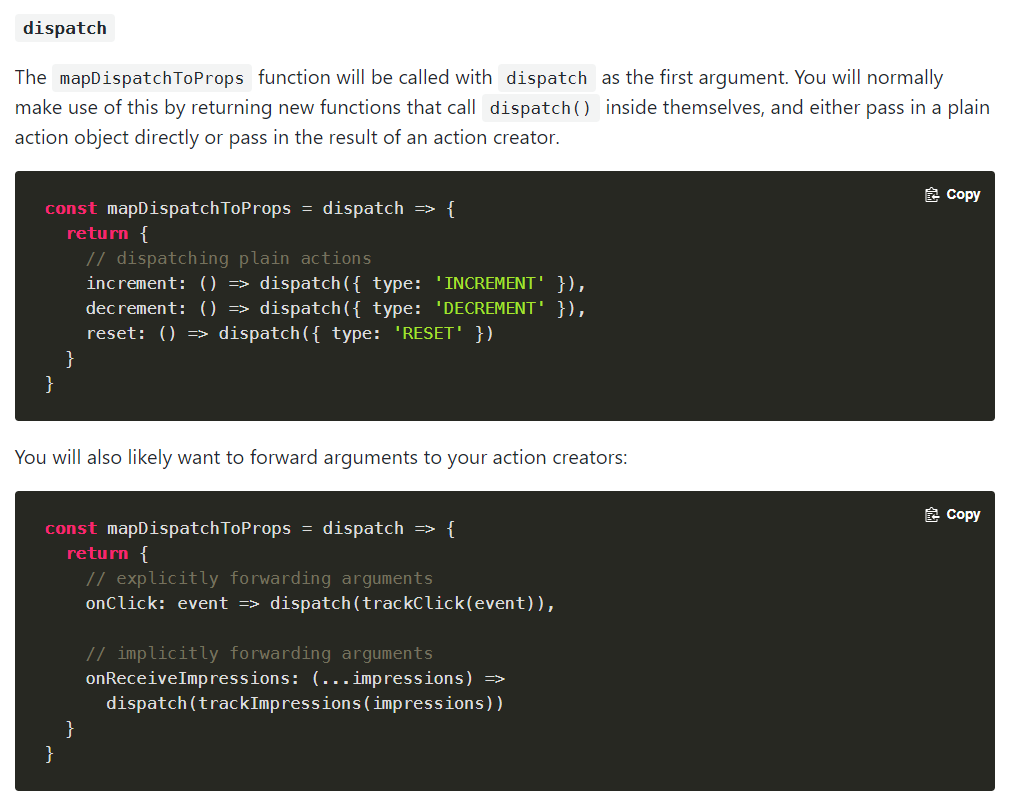 dispatch
The mapDispatchToProps function will be called with dispatch as the first argument. You will normally
make use of this by returning new functions that call dispatch() inside themselves, and either pass in a plain
action object directly or pass in the result of an action creator.
Copy
const mapDispatchToProps = dispatch => {
  return {
    // dispatching plain actions
    increment: () => dispatch({ type: 'INCREMENT' }),
    decrement: () => dispatch({ type: 'DECREMENT' }),
    reset: () => dispatch({ type: 'RESET' })
  }
}
You will also likely want to forward arguments to your action creators:
Copy
const mapDispatchToProps = dispatch => {
  return {
    // explicitly forwarding arguments
    onClick: event => dispatch(trackClick(event)),
    // implicitly forwarding arguments
    onReceiveImpressions: (...impressions) =>
      dispatch(trackImpressions(impressions))
  }
}